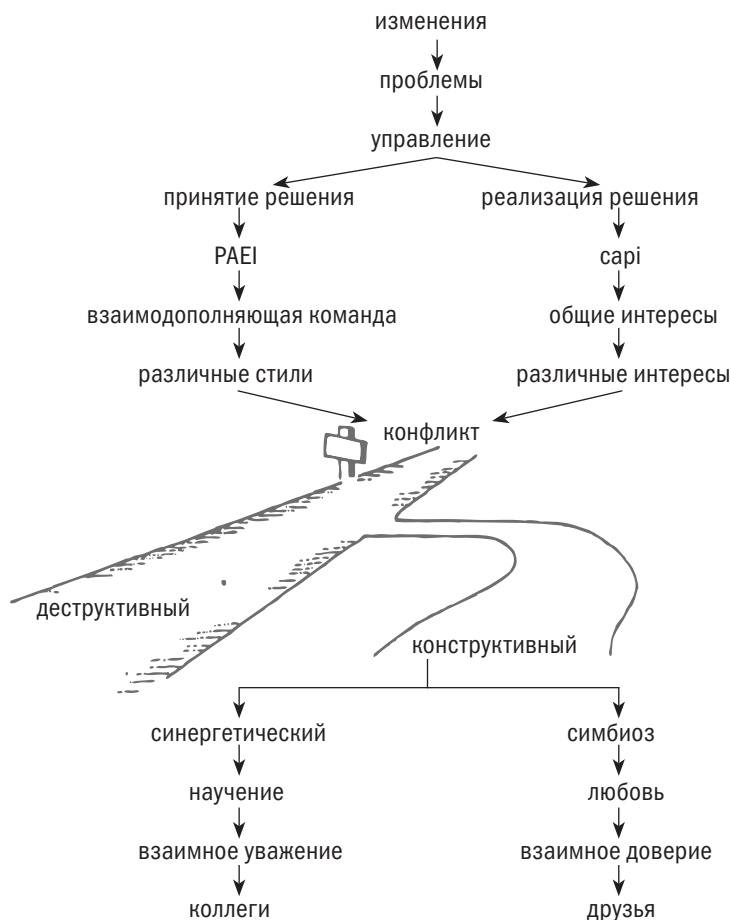 изменения
проблемы
управление
принятие решения
реализация решения
PAEI
capi
взаимодополняющая команда
общие интересы
различные стили
различные интересы
конфликт
деструктивный
конструктивный
синергетический
симбиоз
научение
любовь
взаимное уважение
взаимное доверие
коллеги
друзья